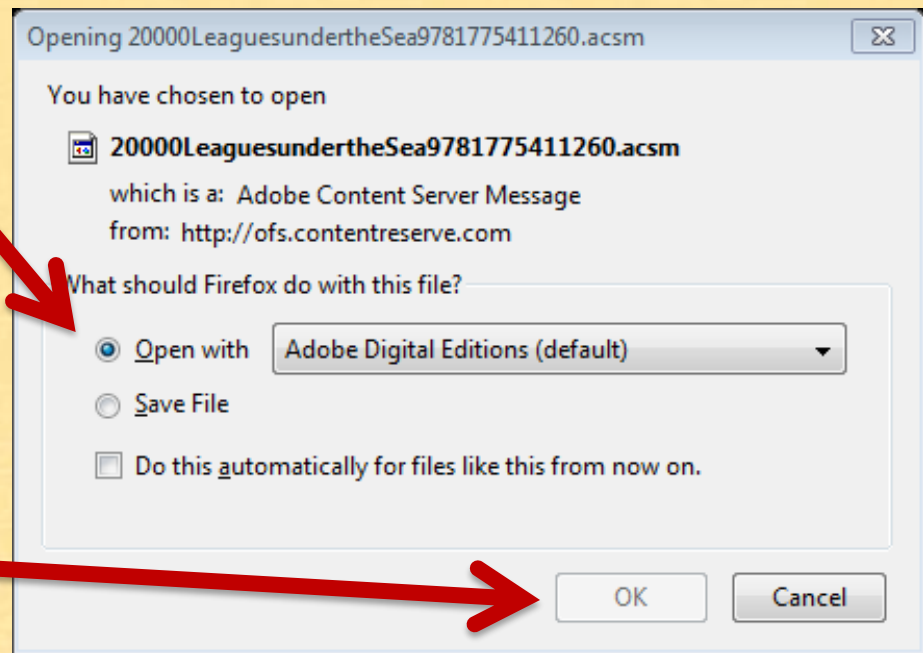 Opening 20000LeaguesundertheSea9781775411260.acsm
You have chosen to open
20000LeaguesundertheSea9781775411260.acsm
which is a: Adobe Content Server Message
from: http://ofs.contentreserve.com
What should Firefox do with this file?
Open with Adobe Digital Editions (default)
Save File
Do this automatically for files like this from now on.
OK Cancel